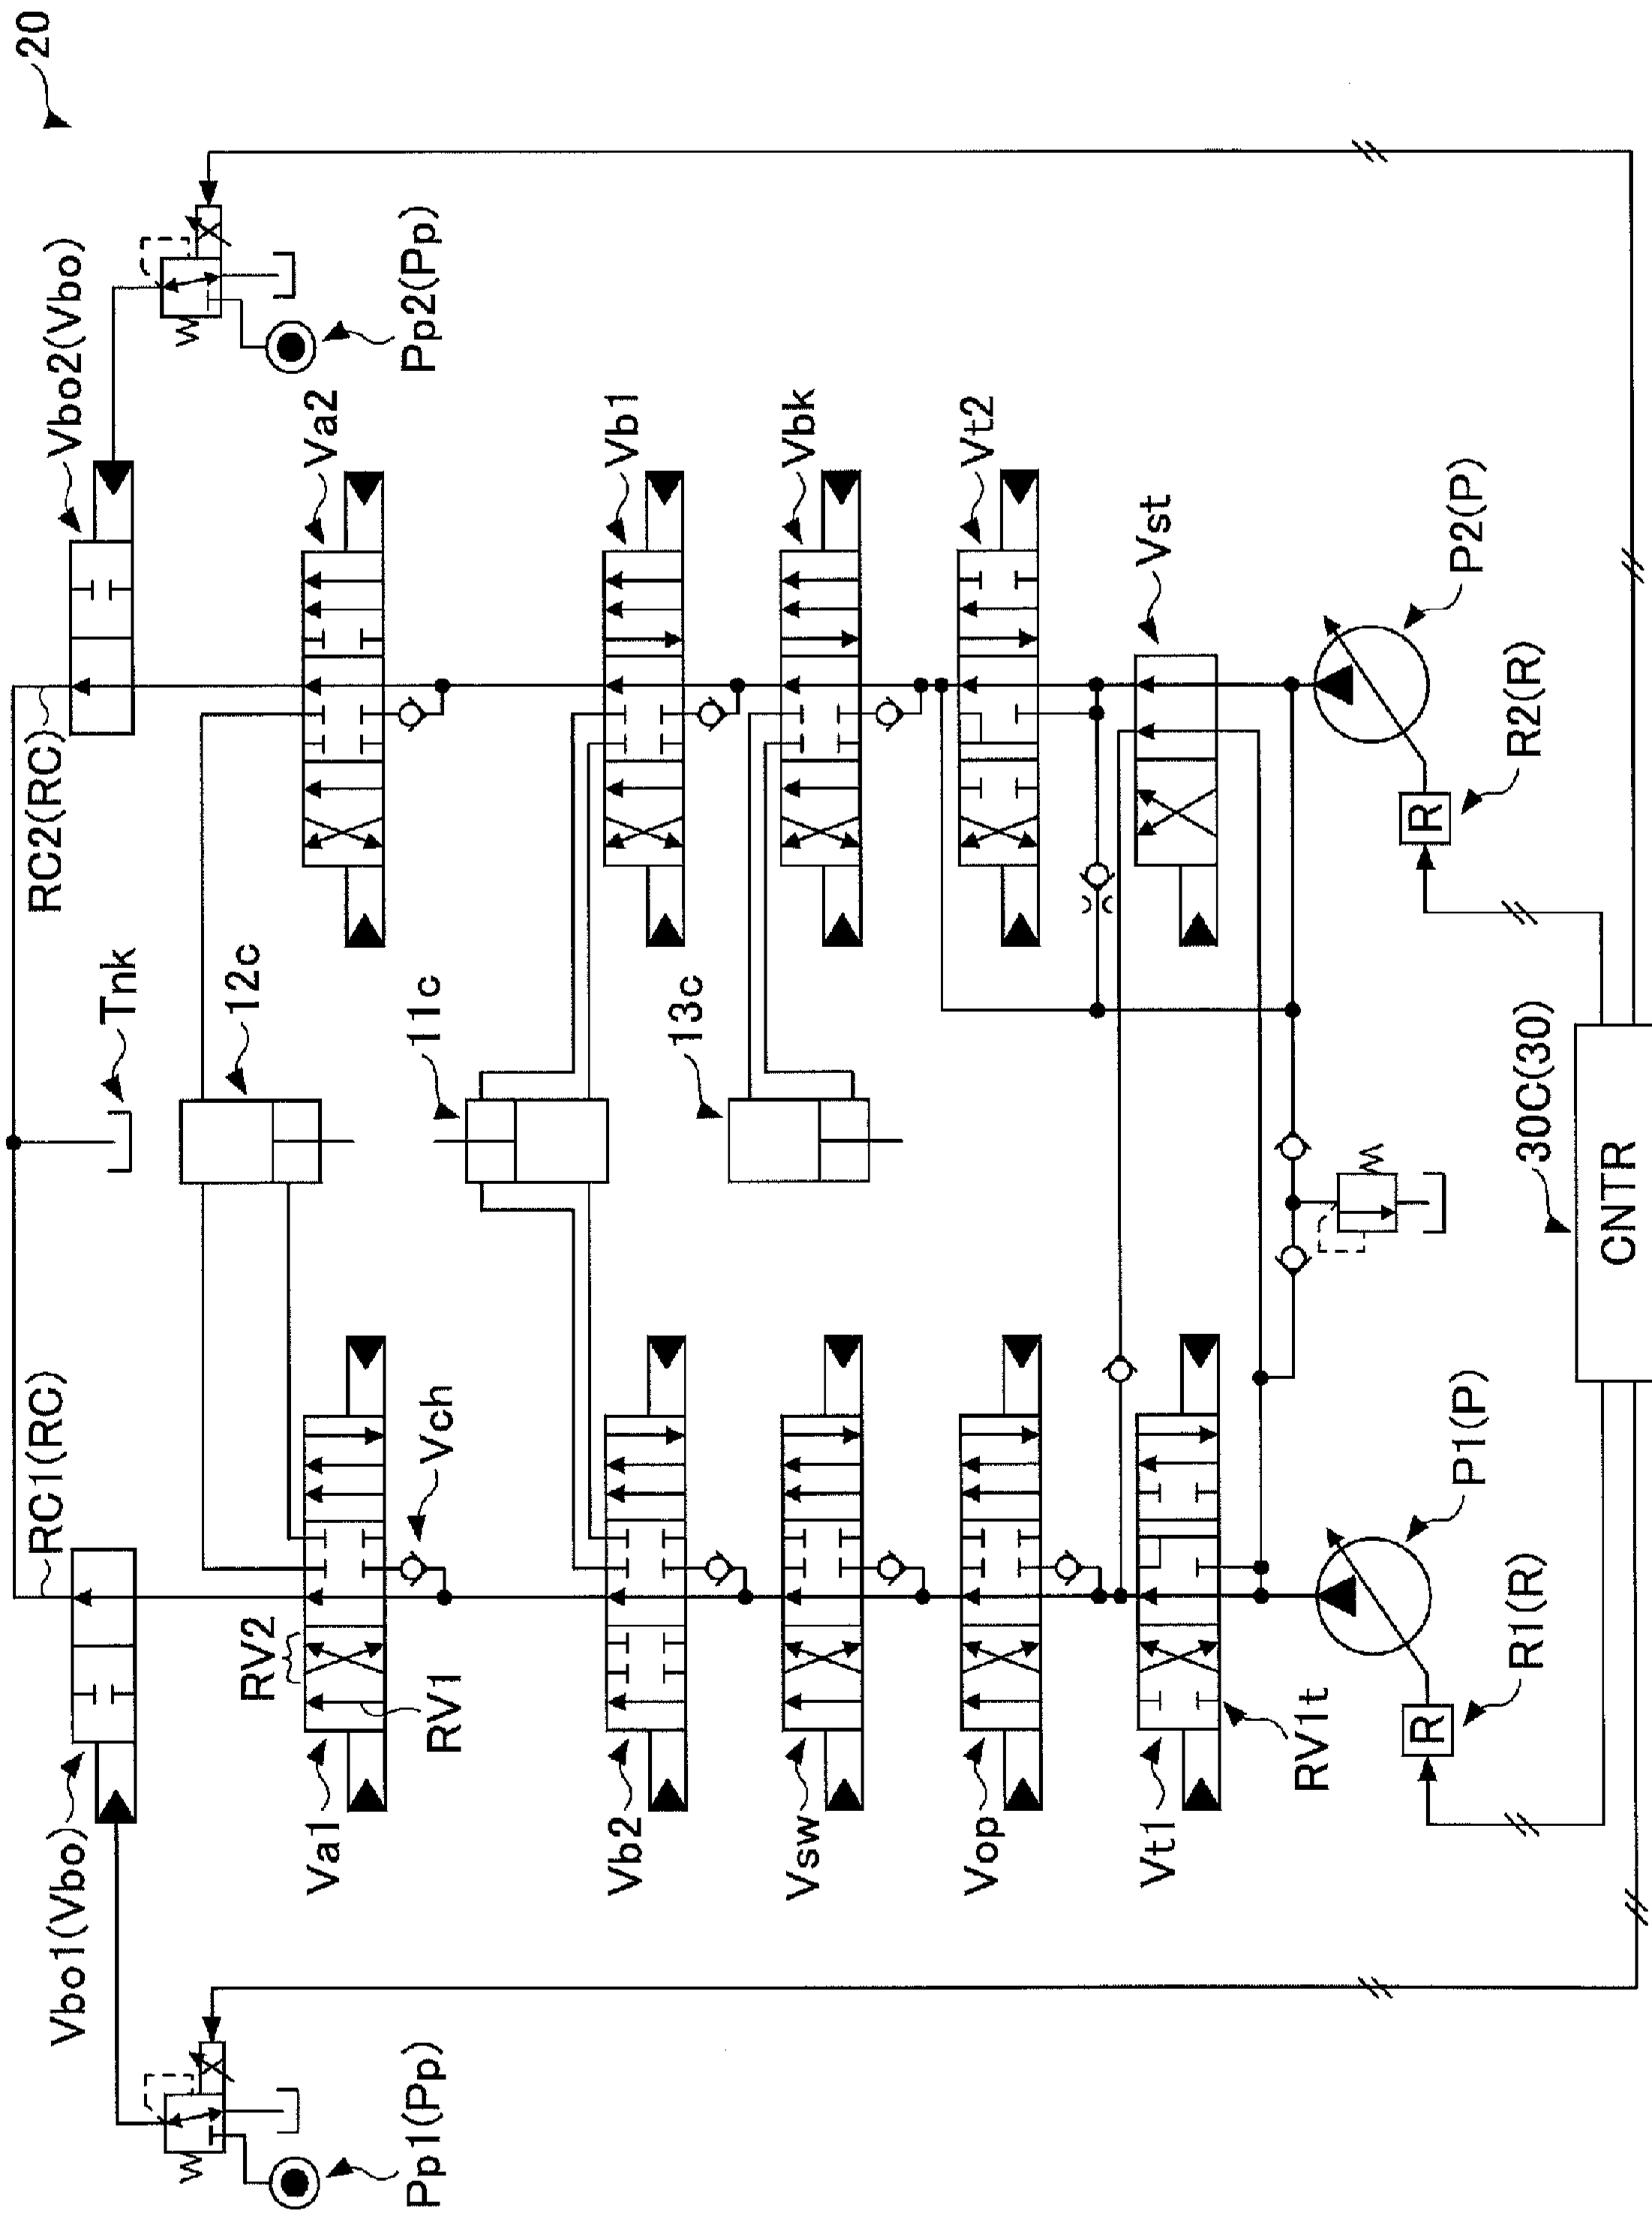 20
Vbo1(Vbo)
RC1(RC)
Tnk
RC2(RC)
Vbo2(Vbo)
Pp1(Pp)
Pp2(Pp)
Va1
RV2
RV1
Vch
12c
Va2
Vb2
11c
Vb1
Vsw
13c
Vbk
Vop
Vt2
Vt1
RV1t
Vst
R
R1(R)
P1(P)
R
R2(R)
P2(P)
30C(30)
CNTR